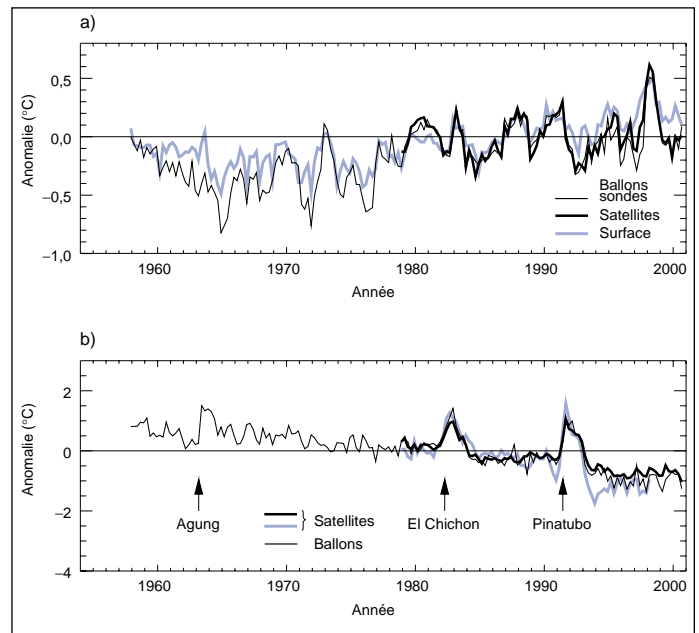 a)
Anomalie (°C)
0,5
0,0
−0,5
−1,0
Ballons
sondes
Satellites
Surface
1960 1970 1980 1990 2000
Année
b)
Anomalie (°C)
2
0
−2
−4
Agung
El Chichon
Pinatubo
Satellites
Ballons
1960 1970 1980 1990 2000
Année